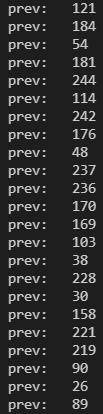 prev: 121
prev: 184
prev: 54
prev: 181
prev: 244
prev: 114
prev: 242
prev: 176
prev: 48
prev: 237
prev: 236
prev: 170
prev: 169
prev: 103
prev: 38
prev: 228
prev: 30
prev: 158
prev: 221
prev: 219
prev: 90
prev: 26
prev: 89